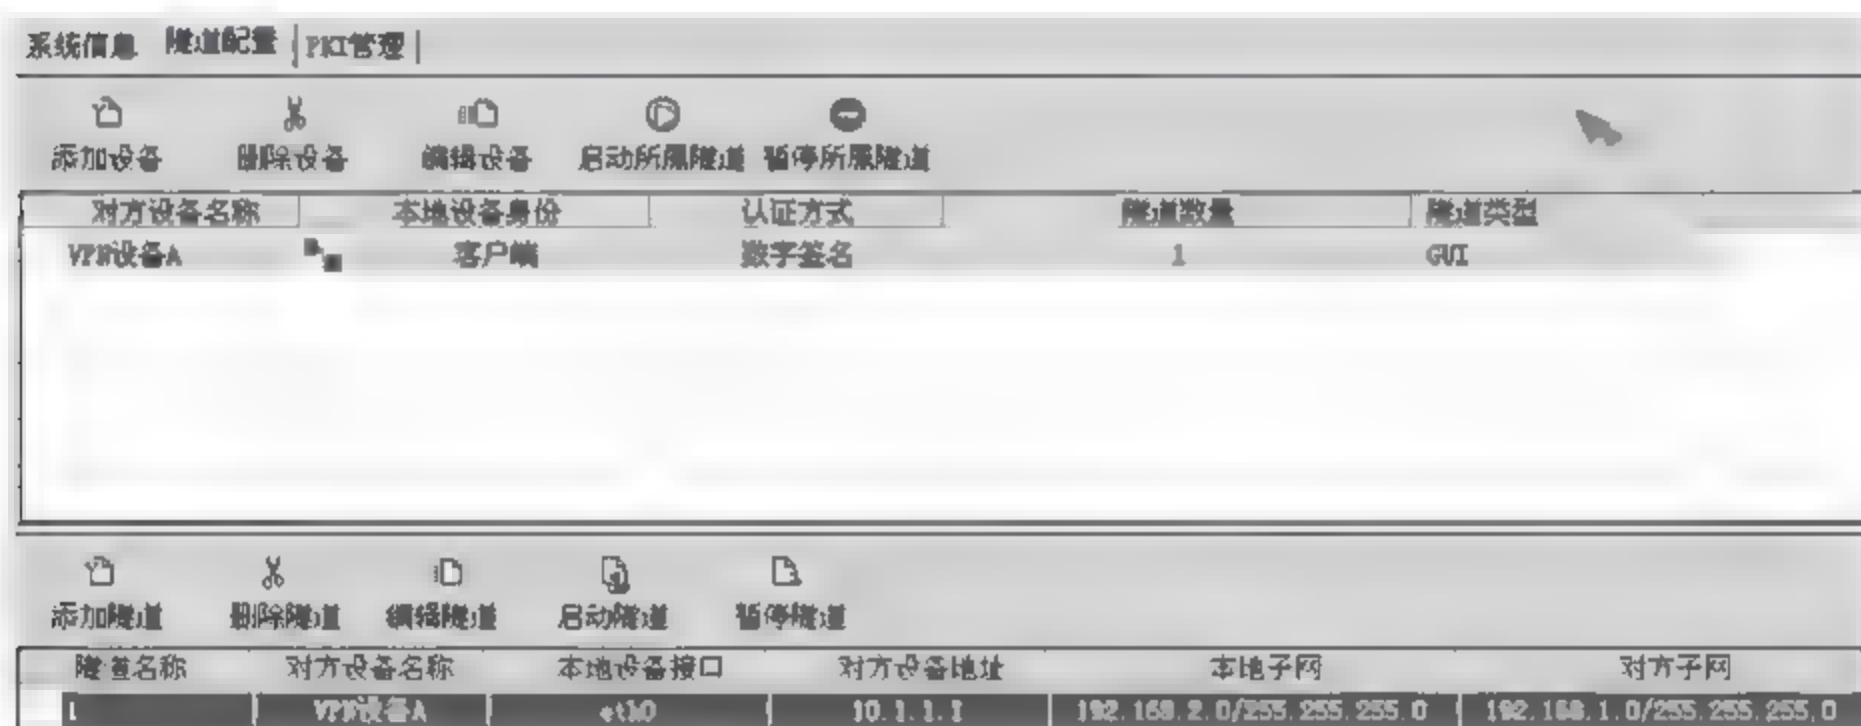 系统信息 隧道配置 PKI管理
添加设备 删除设备 编辑设备 启动所属隧道 暂停所属隧道
对方设备名称 本地设备身份 认证方式 隧道数量 隧道类型
VPN设备A 客户端 数字签名 1 GUI
添加隧道 删除隧道 编辑隧道 启动隧道 暂停隧道
隧道名称 对方设备名称 本地设备接口 对方设备地址 本地子网 对方子网
1 VPN设备A eth0 10.1.1.1 192.168.2.0/255.255.255.0 192.168.1.0/255.255.255.0